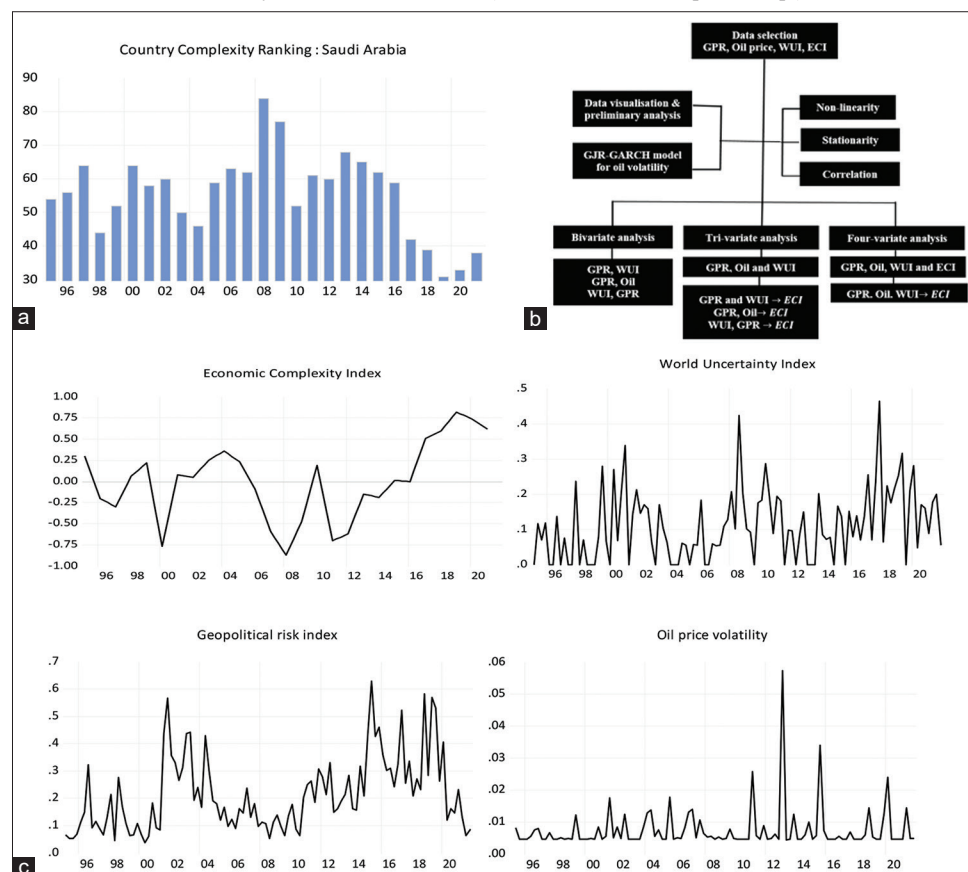 Country Complexity Ranking : Saudi Arabia
90
80
70
60
50
40
30
96 98 00 02 04 06 08 10 12 14 16 18 20
a
Data selection
GPR, Oil price, WUI, ECI
Data visualisation &
preliminary analysis
GJR-GARCH model
for oil volatility
Non-linearity
Stationarity
Correlation
Bivariate analysis
GPR, WUI
GPR, Oil
WUI, GPR
Tri-variate analysis
GPR, Oil and WUI
GPR and WUI → ECI
GPR, Oil→ ECI
WUI, GPR → ECI
Four-variate analysis
GPR, Oil, WUI and ECI
GPR. Oil. WUI→ ECI
b
Economic Complexity Index
1.00
0.75
0.50
0.25
0.00
-0.25
-0.50
-0.75
-1.00
96 98 00 02 04 06 08 10 12 14 16 18 20
World Uncertainty Index
.5
.4
.3
.2
.1
.0
96 98 00 02 04 06 08 10 12 14 16 18 20
Geopolitical risk index
.7
.6
.5
.4
.3
.2
.1
.0
96 98 00 02 04 06 08 10 12 14 16 18 20
Oil price volatility
.06
.05
.04
.03
.02
.01
.00
96 98 00 02 04 06 08 10 12 14 16 18 20
c